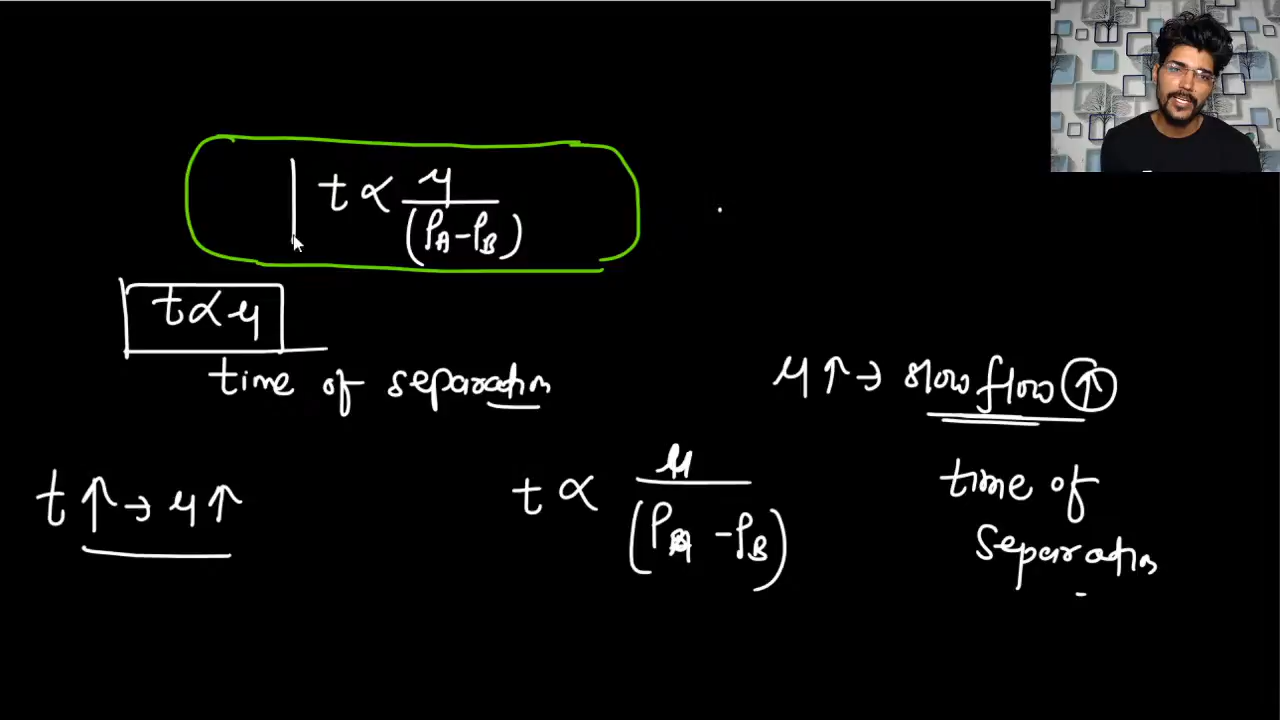 t ∝ μ / (ρA - ρB)
t ∝ μ
time of separation
μ ↑ → slow flow ↑
time of
separation
t ↑ → μ ↑
t ∝ μ / (ρA - ρB)